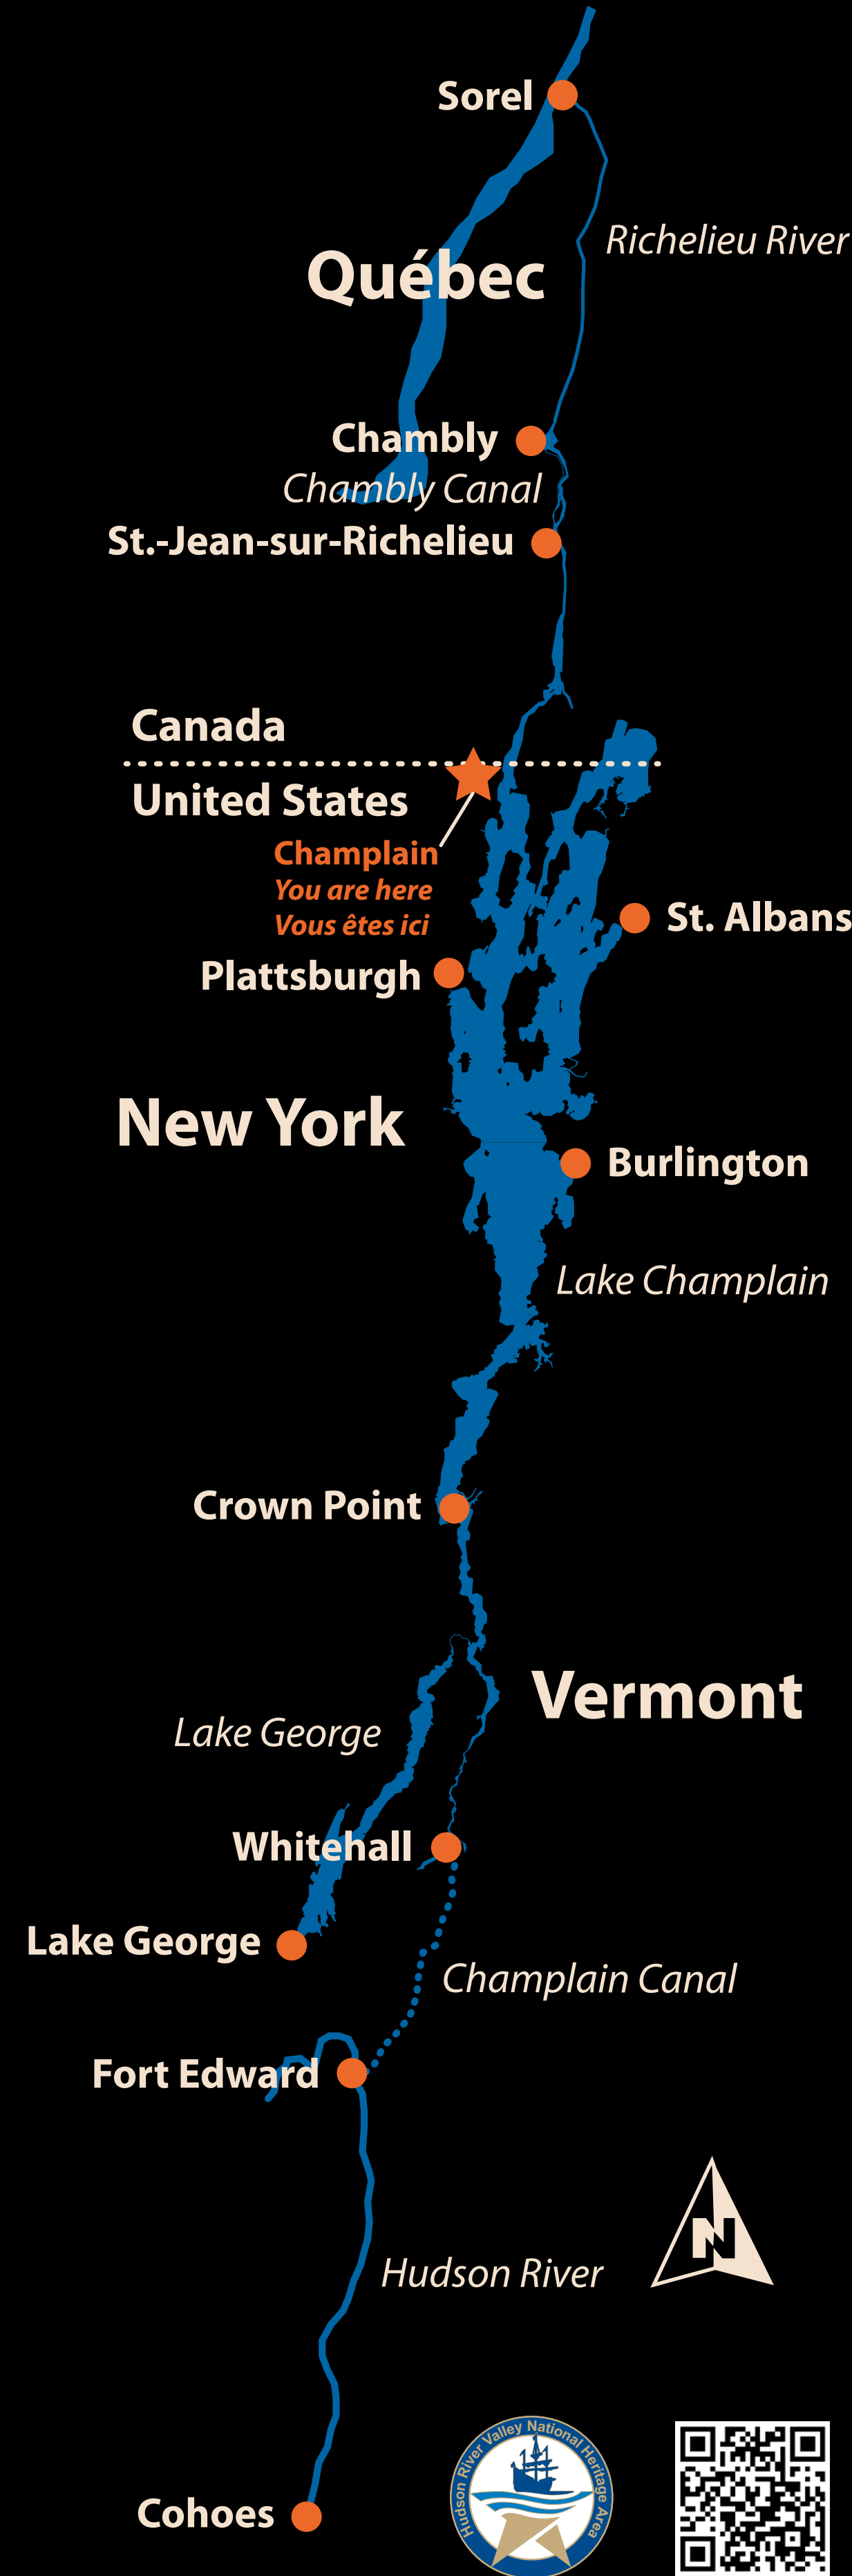 Sorel
Richelieu River
Québec
Chambly
Chambly Canal
St.-Jean-sur-Richelieu
Canada
United States
Champlain
You are here
Vous êtes ici
St. Albans
Plattsburgh
New York
Burlington
Lake Champlain
Crown Point
Vermont
Lake George
Whitehall
Lake George
Champlain Canal
Fort Edward
N
Hudson River
Hudson River Valley National Heritage Area
Cohoes